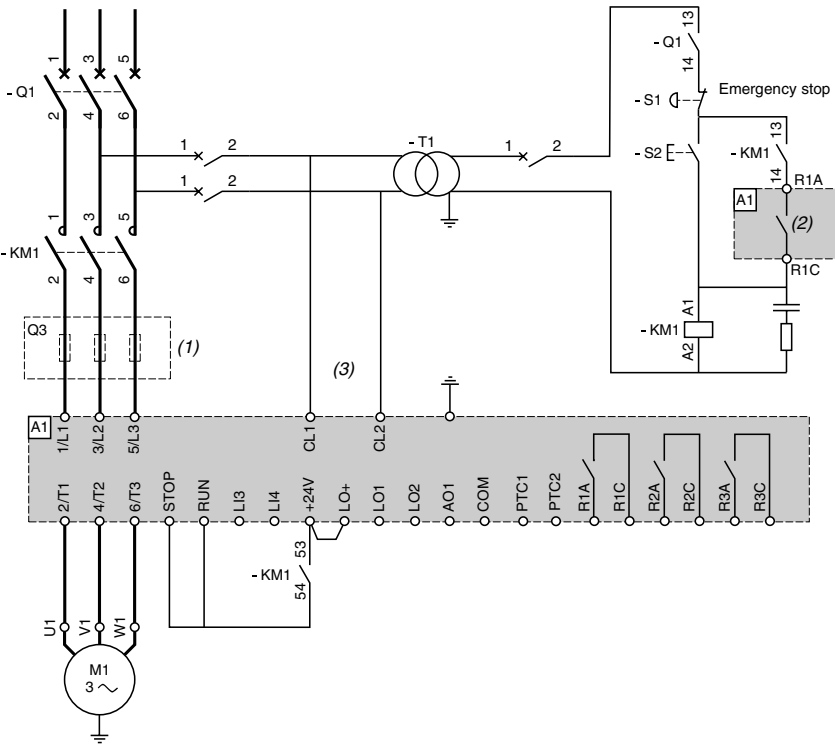 1 3 5
- Q1
2 4 6
1 2
1 2
- T1
1 2
13
- Q1
14
- S1
Emergency stop
- S2
13
- KM1
14
R1A
A1
(2)
R1C
A1
- KM1
A2
1 3 5
- KM1
2 4 6
Q3
(1)
(3)
A1
1/L1 3/L2 5/L3 CL1 CL2
2/T1 4/T2 6/T3 STOP RUN LI3 LI4 +24V LO+ LO1 LO2 AO1 COM PTC1 PTC2 R1A R1C R2A R2C R3A R3C
53
- KM1
54
U1 V1 W1
M1
3